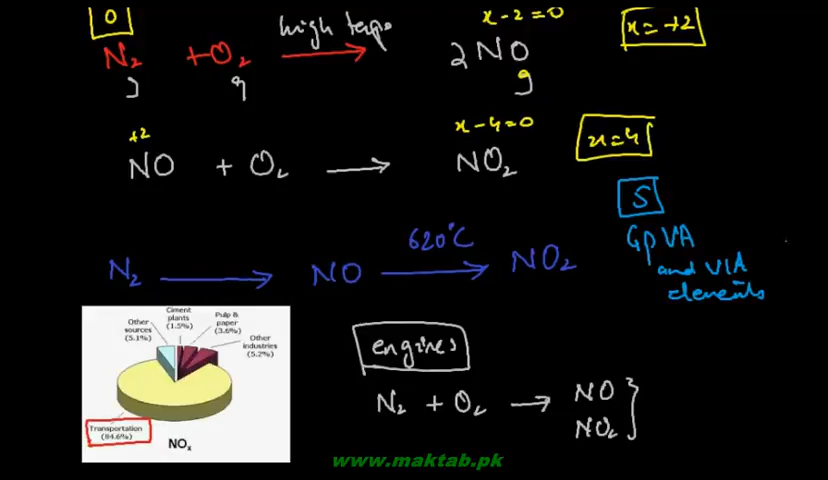 0
x-2=0
x=+2
N2 + O2 high temp 2NO
g g g
+2
x-4=0
x=4
NO + O2 → NO2
5
Gp VA
and VIA
elements
N2 → NO 620°C → NO2
engines
N2 + O2 → NO
NO2
Other sources (5.1%)
Ciment plants (1.5%)
Pulp & paper (3.6%)
Other industries (5.2%)
Transportation (84.6%)
NOx
www.maktab.pk